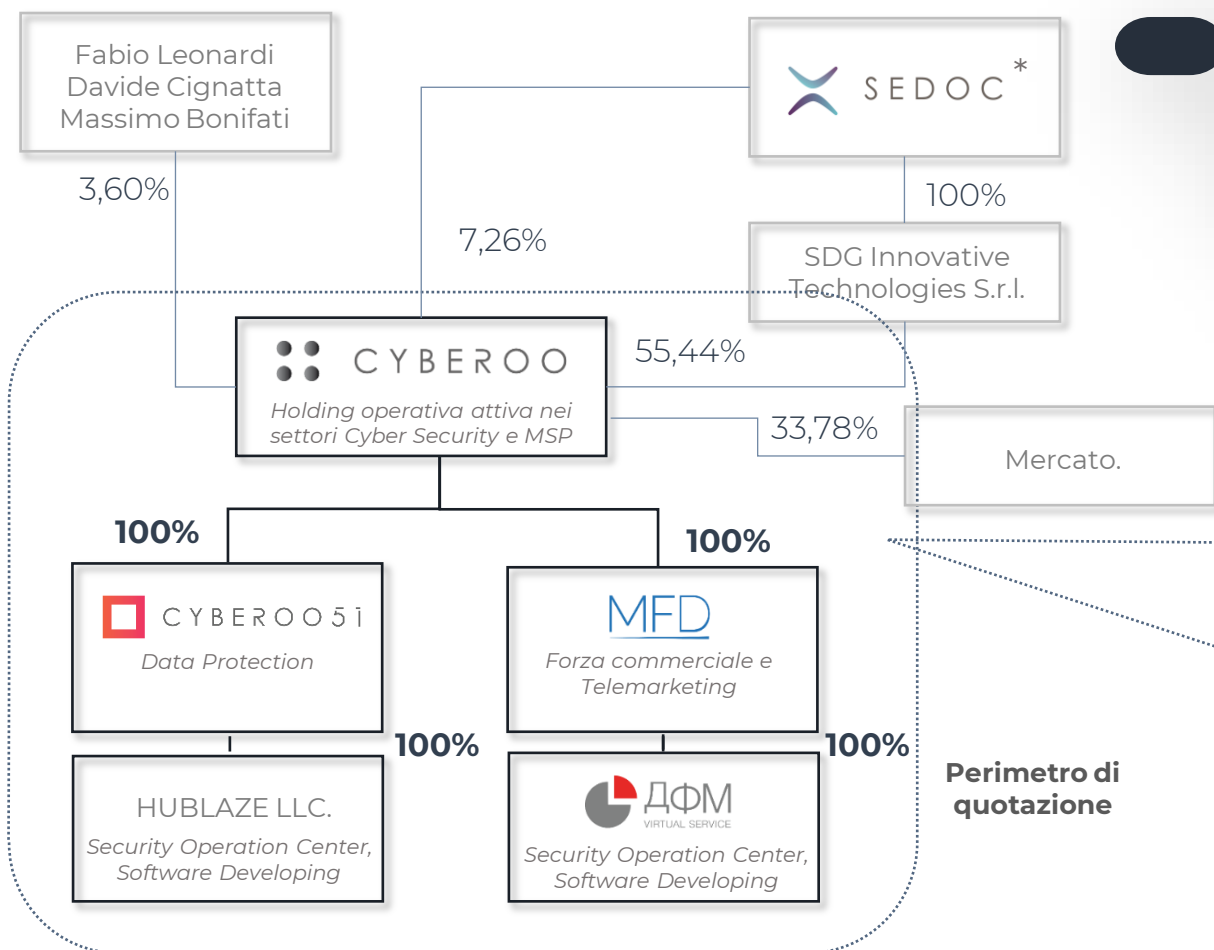 Fabio Leonardi
Davide Cignatta
Massimo Bonifati
SEDOC*
3,60%
7,26%
100%
SDG Innovative
Technologies S.r.l.
CYBEROO
Holding operativa attiva nei
settori Cyber Security e MSP
55,44%
33,78%
Mercato.
100%
100%
CYBEROO51
Data Protection
MFD
Forza commerciale e
Telemarketing
100%
100%
HUBLAZE LLC.
Security Operation Center,
Software Developing
ДФМ
VIRTUAL SERVICE
Security Operation Center,
Software Developing
Perimetro di
quotazione